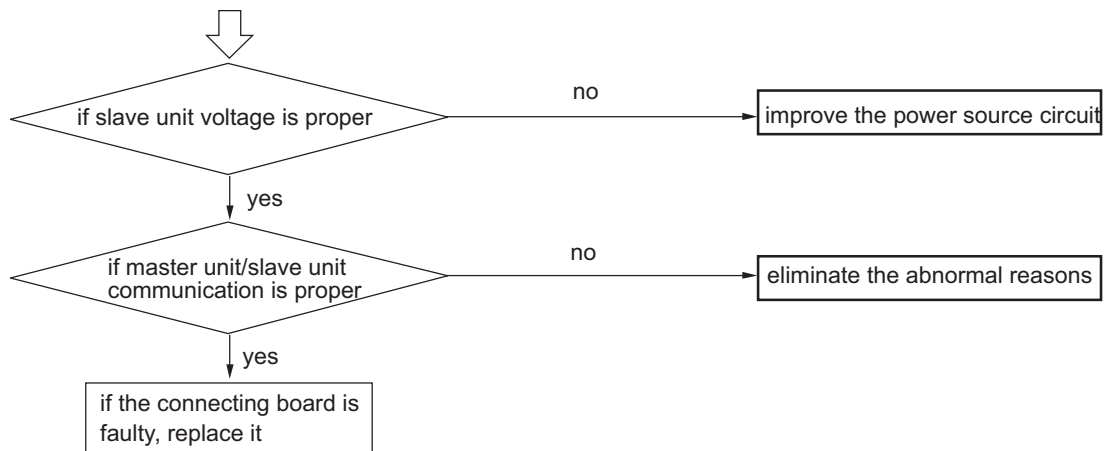 if slave unit voltage is proper
no
improve the power source circuit
yes
if master unit/slave unit
communication is proper
no
eliminate the abnormal reasons
yes
if the connecting board is
faulty, replace it